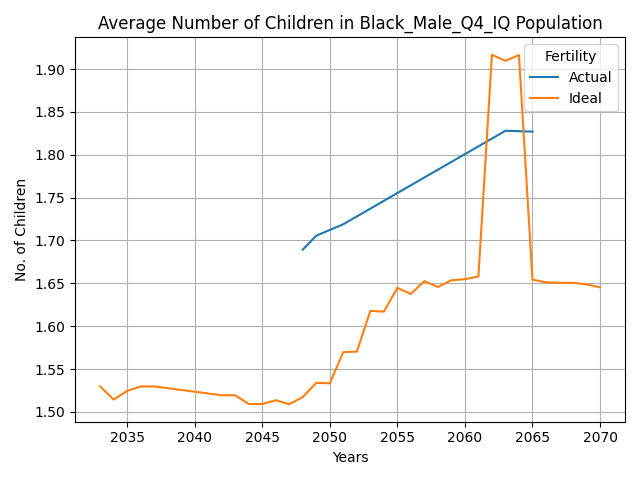 Average Number of Children in Black_Male_Q4_IQ Population
Fertility
Actual
Ideal
No. of Children
1.90
1.85
1.80
1.75
1.70
1.65
1.60
1.55
1.50
2035 2040 2045 2050 2055 2060 2065 2070
Years